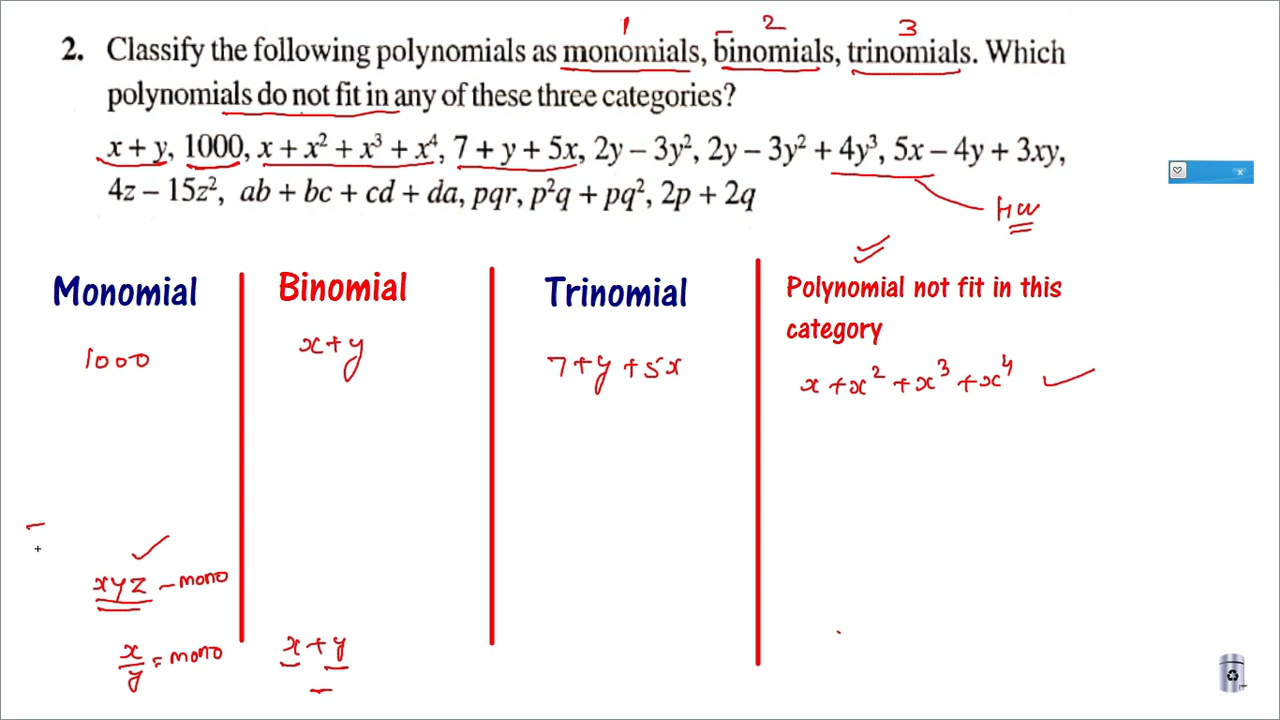 1 2 3
2. Classify the following polynomials as monomials, binomials, trinomials. Which
polynomials do not fit in any of these three categories?
x + y, 1000, x + x² + x³ + x⁴, 7 + y + 5x, 2y – 3y², 2y – 3y² + 4y³, 5x – 4y + 3xy,
4z – 15z², ab + bc + cd + da, pqr, p²q + pq², 2p + 2q
HW
Monomial Binomial Trinomial Polynomial not fit in this
category
1000 x+y 7+y+5x x+x²+x³+x⁴
xyz – mono
x/y = mono x+y